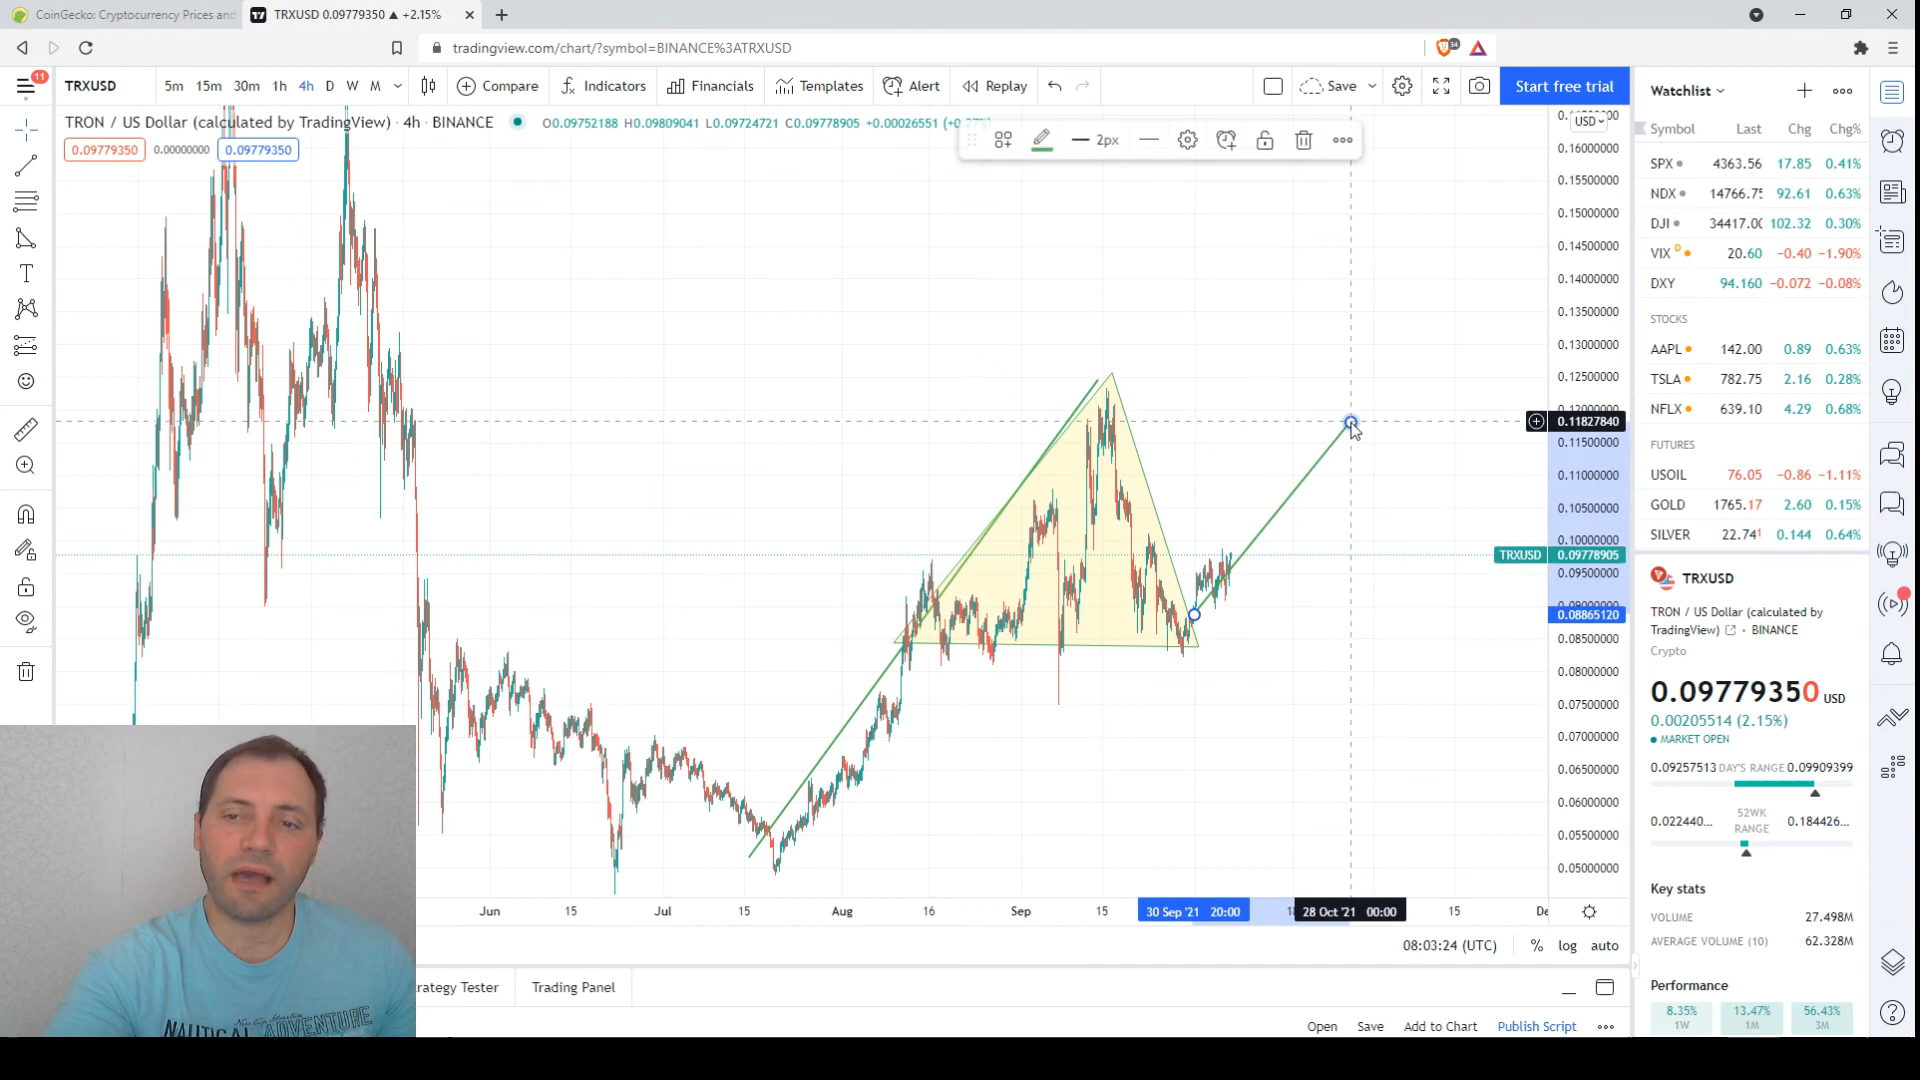 CoinGecko: Cryptocurrency Prices and
TRXUSD 0.09779350 ▲ +2.15%
tradingview.com/chart/?symbol=BINANCE%3ATRXUSD
11
TRXUSD 5m 15m 30m 1h 4h D W M Compare Indicators Financials Templates Alert Replay Save Start free trial
TRON / US Dollar (calculated by TradingView) · 4h · BINANCE O0.09752188 H0.09809041 L0.09724721 C0.09778905 +0.00026551
0.09779350 0.00000000 0.09779350
2px
USD
0.16000000
0.15500000
0.15000000
0.14500000
0.14000000
0.13500000
0.13000000
0.12500000
0.12000000
0.11827840
0.11500000
0.11000000
0.10500000
0.10000000
TRXUSD 0.09778905
0.09500000
0.08865120
0.08500000
0.08000000
0.07500000
0.07000000
0.06500000
0.06000000
0.05500000
0.05000000
Jun 15 Jul 15 Aug 16 Sep 15 30 Sep '21 20:00 28 Oct '21 00:00 15
08:03:24 (UTC) % log auto
rategy Tester Trading Panel
Open Save Add to Chart Publish Script
Watchlist
Symbol Last Chg Chg%
SPX 4363.56 17.85 0.41%
NDX 14766.75 92.61 0.63%
DJI 34417.00 102.32 0.30%
VIX D 20.60 −0.40 −1.90%
DXY 94.160 −0.072 −0.08%
STOCKS
AAPL 142.00 0.89 0.63%
TSLA 782.75 2.16 0.28%
NFLX 639.10 4.29 0.68%
FUTURES
USOIL 76.05 −0.86 −1.11%
GOLD 1765.17 2.60 0.15%
SILVER 22.741 0.144 0.64%
TRXUSD
TRON / US Dollar (calculated by
TradingView) · BINANCE
Crypto
0.09779350 USD
0.00205514 (2.15%)
MARKET OPEN
0.09257513 DAY'S RANGE 0.09909399
0.022440... 52WK RANGE 0.184426...
Key stats
VOLUME 27.498M
AVERAGE VOLUME (10) 62.328M
Performance
8.35% 13.47% 56.43%
1W 1M 3M
NAUTICAL ADVENTURE